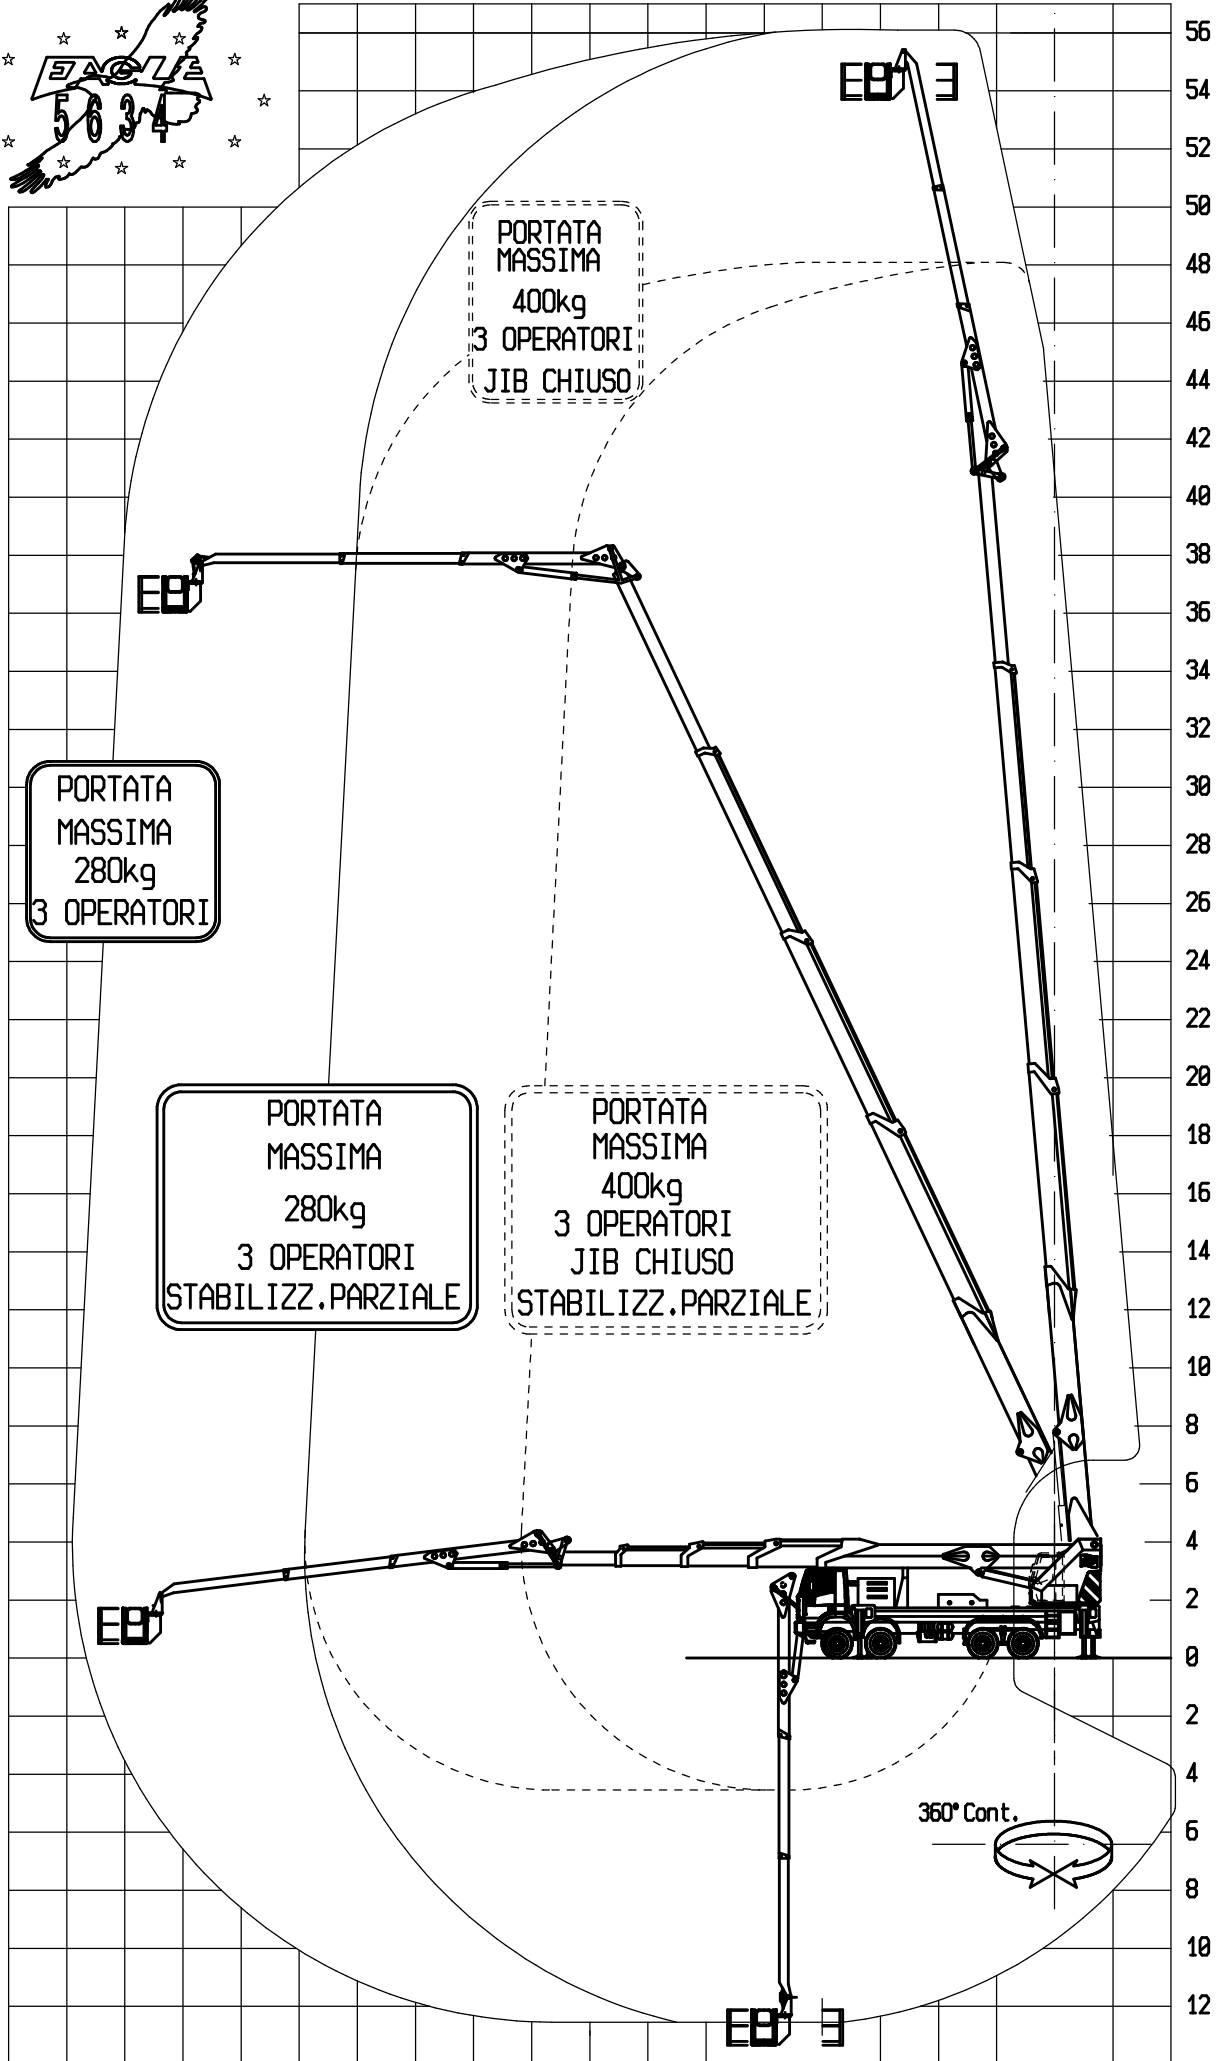 EAGLE
5634
PORTATA
MASSIMA
400kg
3 OPERATORI
JIB CHIUSO
PORTATA
MASSIMA
280kg
3 OPERATORI
PORTATA
MASSIMA
280kg
3 OPERATORI
STABILIZZ.PARZIALE
PORTATA
MASSIMA
400kg
3 OPERATORI
JIB CHIUSO
STABILIZZ.PARZIALE
360° Cont.
56
54
52
50
48
46
44
42
40
38
36
34
32
30
28
26
24
22
20
18
16
14
12
10
8
6
4
2
0
2
4
6
8
10
12